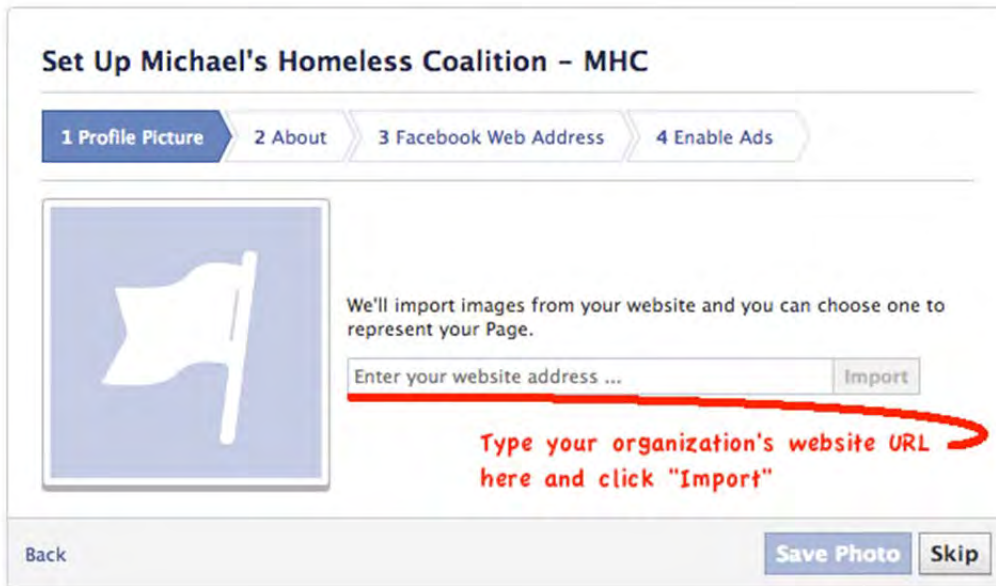 Set Up Michael's Homeless Coalition – MHC
1 Profile Picture 2 About 3 Facebook Web Address 4 Enable Ads
We'll import images from your website and you can choose one to
represent your Page.
Enter your website address ... Import
Type your organization's website URL
here and click "Import"
Back Save Photo Skip